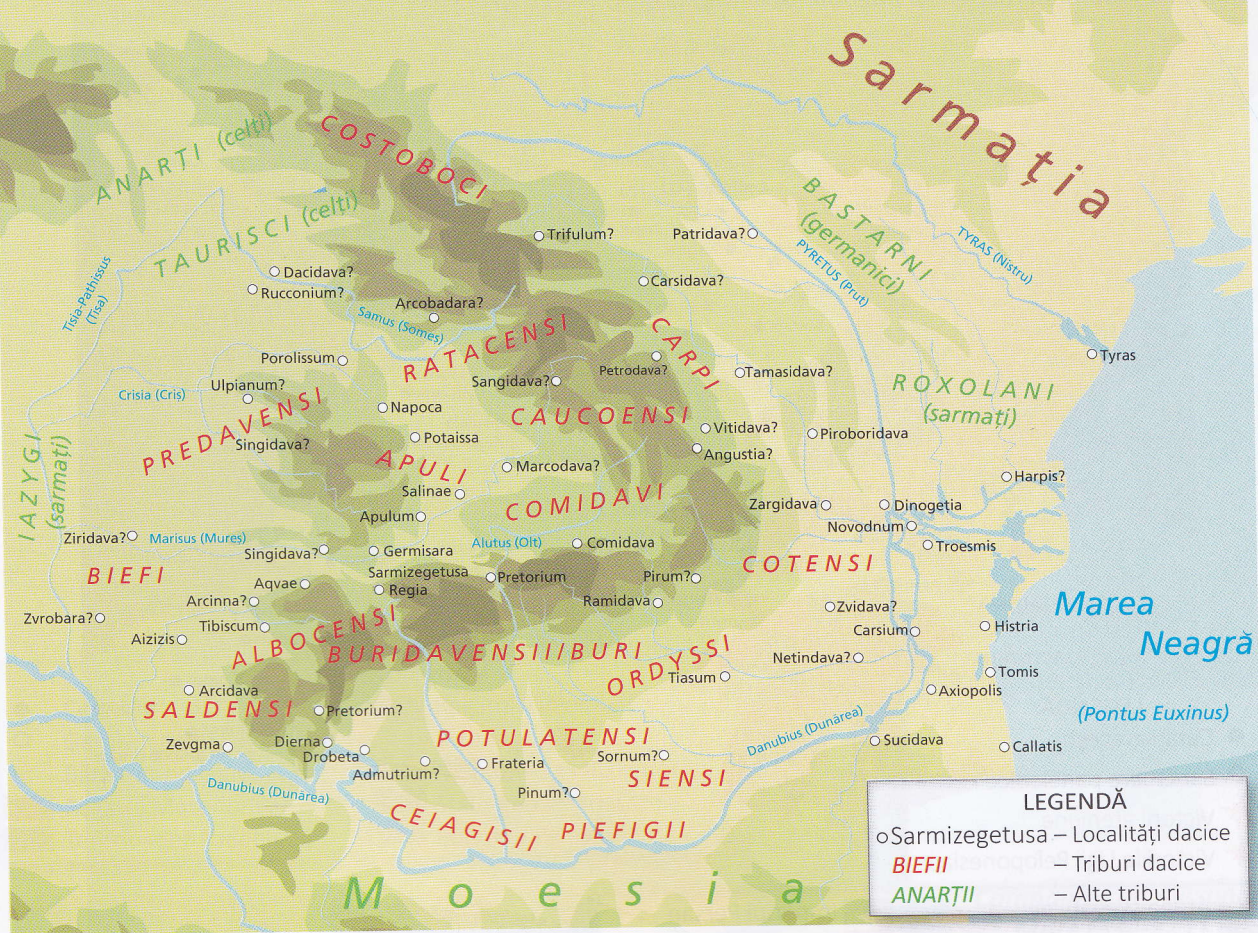 Sarmația
COSTOBOCI
ANARȚI (celți)
TAURISCI (celți)
BASTARNI
(germanici)
TYRAS (Nistru)
PYRETUS (Prut)
Tisia-Pathissus
(Tisa)
Trifulum?
Patridava?
Dacidava?
Rucconium?
Carsidava?
Arcobadara?
Samus (Someș)
RATACENSI
CARPI
Porolissum
Petrodava?
Tamasidava?
Tyras
Crisia (Criș)
Ulpianum?
Sangidava?
ROXOLANI
(sarmați)
PREDAVENSI
Napoca
CAUCOENSI
Singidava?
Potaissa
Vitidava?
Piroboridava
IAZYGI
(sarmați)
APULI
Marcodava?
Angustia?
Salinae
COMIDAVI
Harpis?
Apulum
Zargidava
Dinogeția
Novodnum
Ziridava?
Marisus (Mureș)
Alutus (Olt)
Comidava
Troesmis
Singidava?
Germisara
BIEFI
Sarmizegetusa
Regia
Pretorium
Pirum?
COTENSI
Aqvae
Arcinna?
Ramidava
Zvidava?
Marea
Neagră
Zvrobara?
Tibiscum
Aizizis
ALBOCENSI
Carsium
Histria
BURIDAVENSII/BURI
ORDYSSI
Netindava?
Tiasum
Tomis
Arcidava
Axiopolis
SALDENSI
Pretorium?
(Pontus Euxinus)
Zevgma
Dierna
Drobeta
POTULATENSI
Danubius (Dunărea)
Sucidava
Callatis
Admutrium?
Frateria
Sornum?
SIENSI
Danubius (Dunărea)
Pinum?
CEIAGISII
PIEFIGII
Moesia
LEGENDĂ
Sarmizegetusa – Localități dacice
BIEFII – Triburi dacice
ANARȚII – Alte triburi